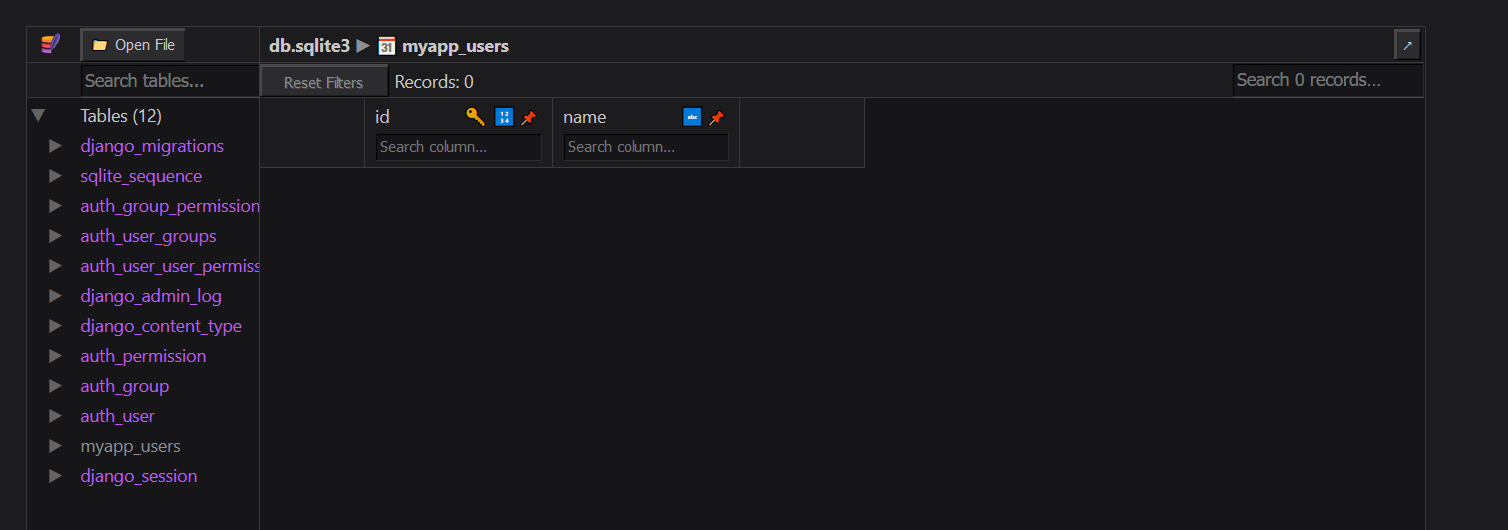 Open File
db.sqlite3 ▶ myapp_users
Search tables...
Reset Filters
Records: 0
Search 0 records...
Tables (12)
id
name
Search column...
Search column...
django_migrations
sqlite_sequence
auth_group_permission
auth_user_groups
auth_user_user_permiss
django_admin_log
django_content_type
auth_permission
auth_group
auth_user
myapp_users
django_session